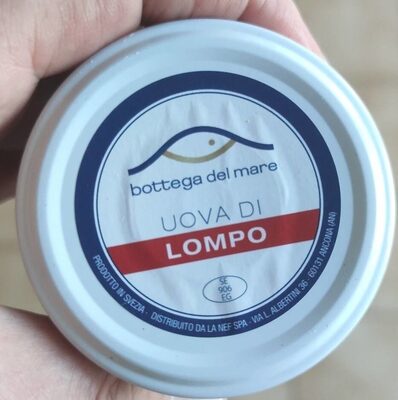 bottega del mare
UOVA DI
LOMPO
SE
906
EG
PRODOTTO IN SVEZIA · DISTRIBUITO DA LA NEF SPA · VIA L. ALBERTINI, 36 · 60131 ANCONA (AN)